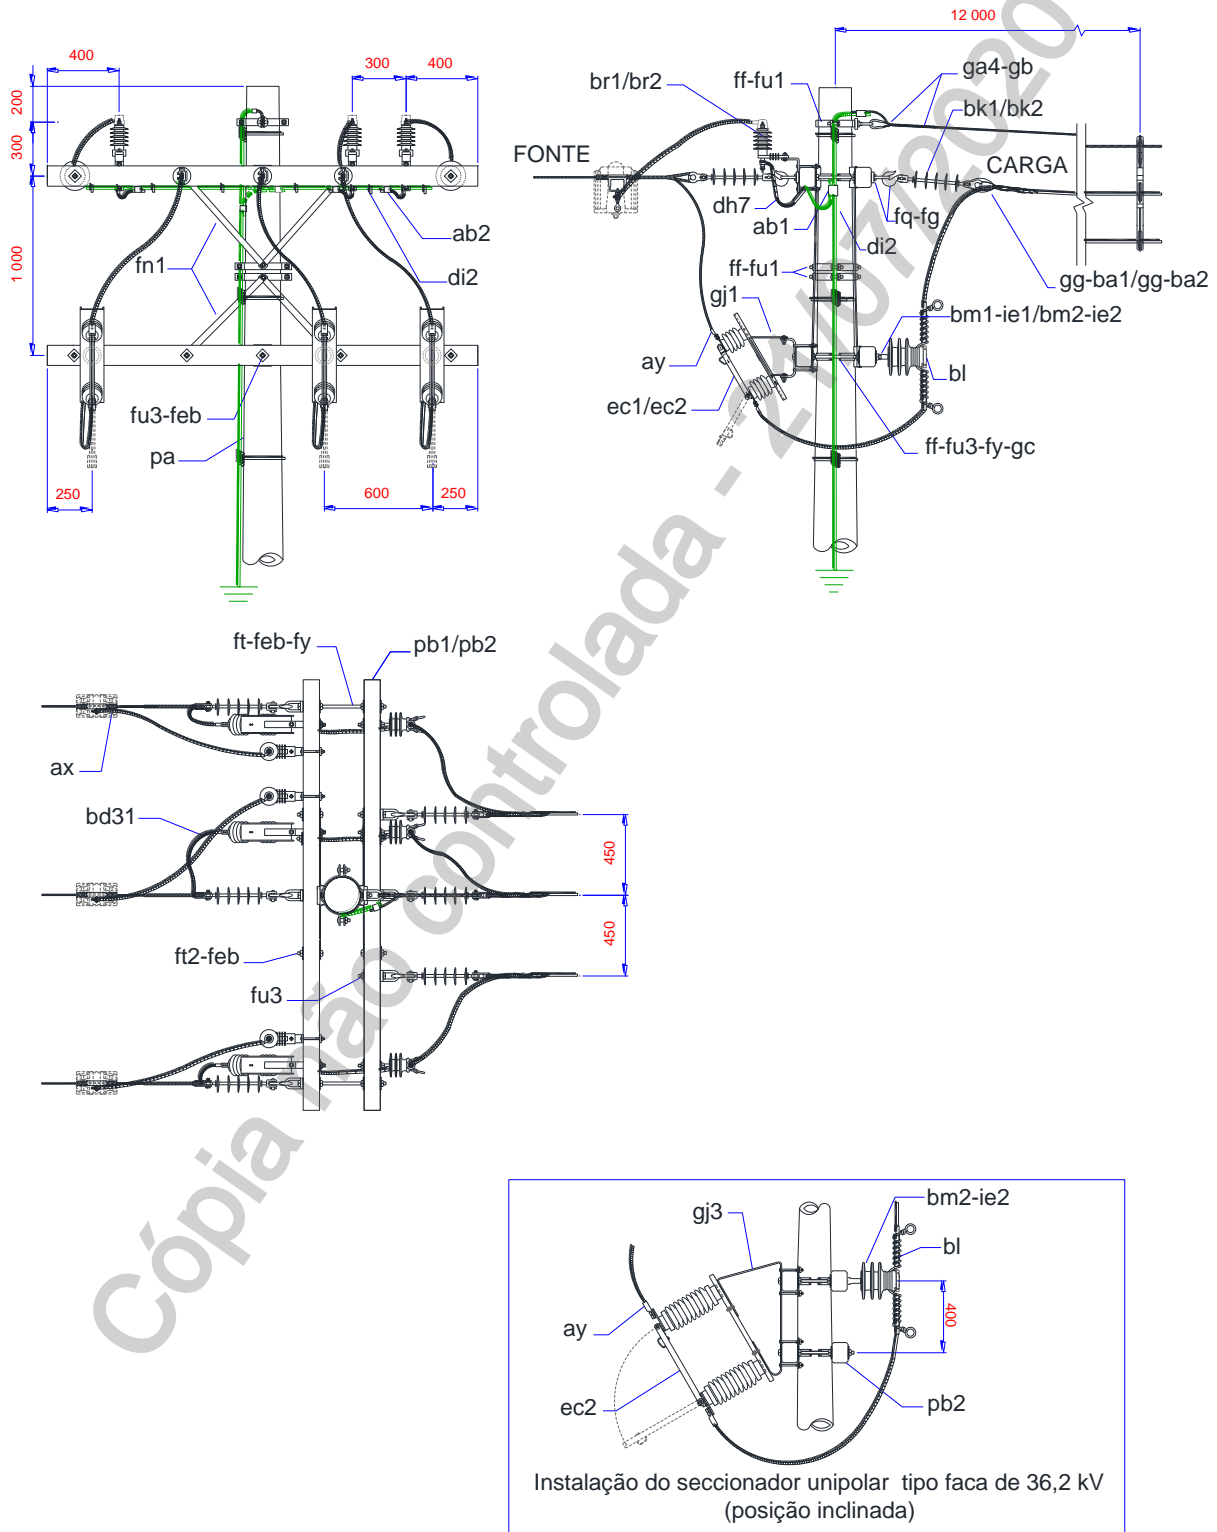 400
300
400
200
300
1 000
fn1
ab2
di2
fu3-feb
pa
250
600
250
12 000
br1/br2
ff-fu1
ga4-gb
bk1/bk2
FONTE
CARGA
dh7
ab1
fq-fg
di2
ff-fu1
gg-ba1/gg-ba2
gj1
bm1-ie1/bm2-ie2
ay
bl
ec1/ec2
ff-fu3-fy-gc
ft-feb-fy
pb1/pb2
ax
bd31
450
450
ft2-feb
fu3
bm2-ie2
gj3
bl
ay
400
ec2
pb2
Instalação do seccionador unipolar tipo faca de 36,2 kV
(posição inclinada)
Cópia não controlada - 21/07/2020